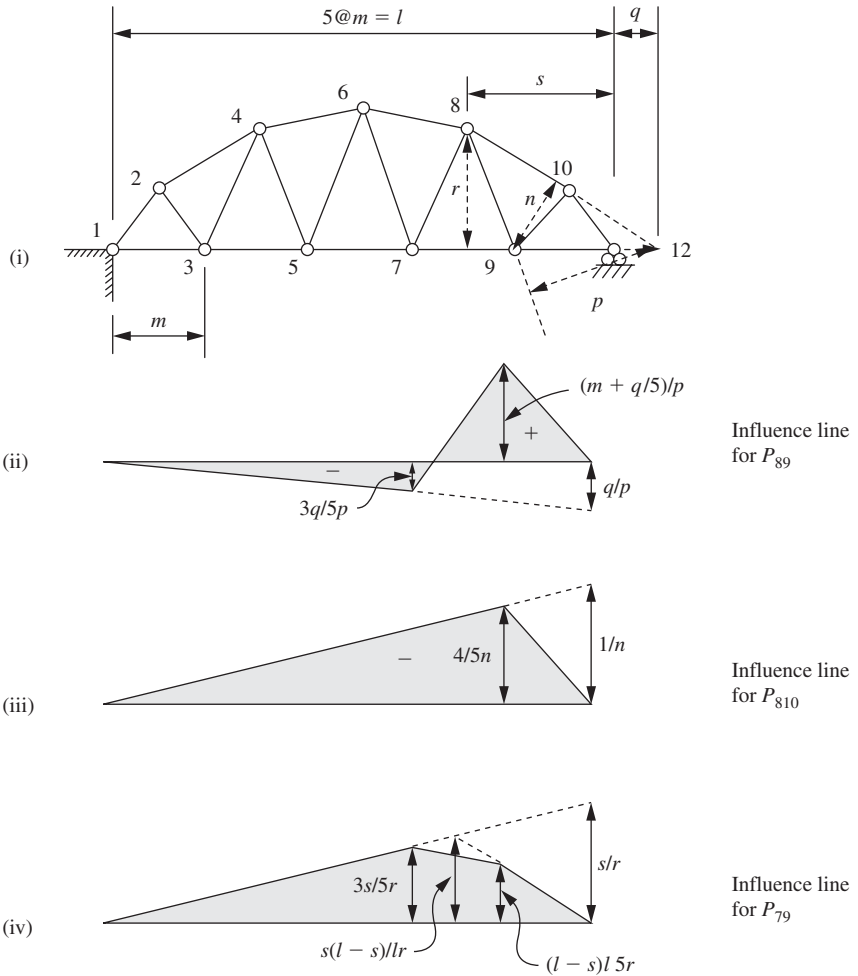 5@m = l
q
s
6
8
4
10
2
r
n
1
(i)
3
5
7
9
12
p
m
(m + q/5)/p
+
Influence line
for P89
(ii)
−
q/p
3q/5p
1/n
− 4/5n
Influence line
for P810
(iii)
s/r
3s/5r
Influence line
for P79
(iv)
s(l − s)/lr
(l − s)l 5r